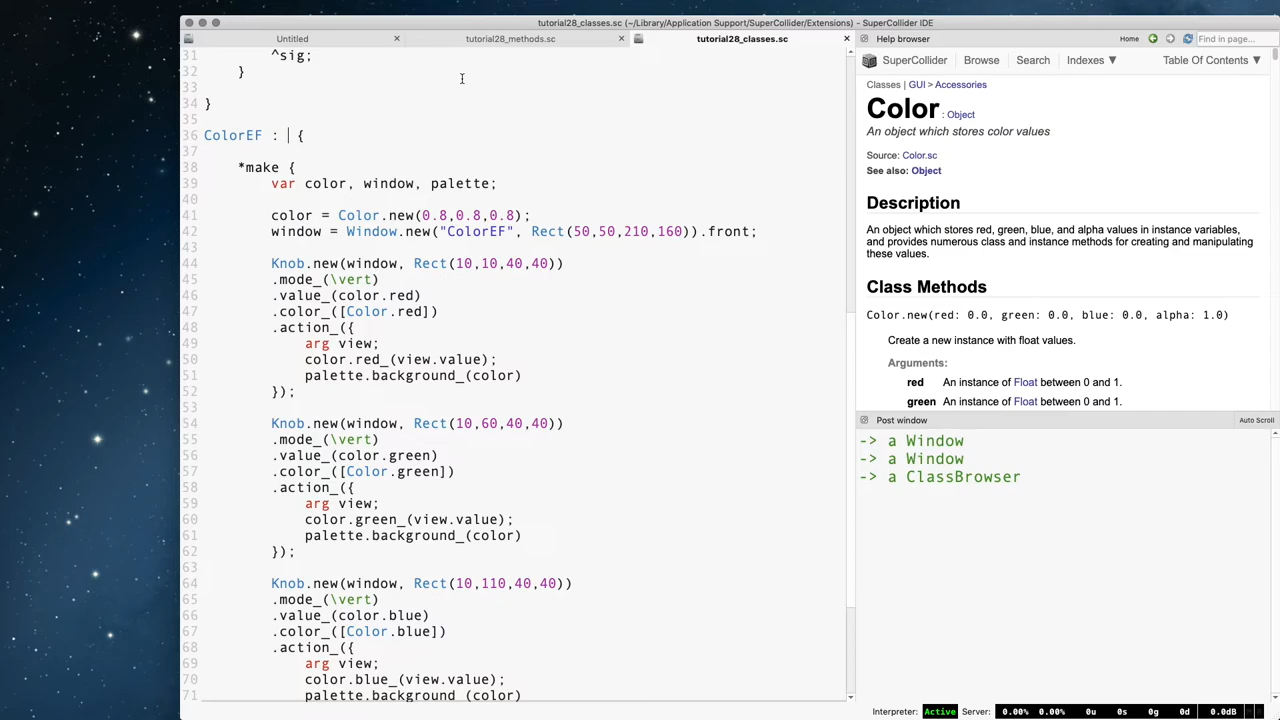 tutorial28_classes.sc (~/Library/Application Support/SuperCollider/Extensions) - SuperCollider IDE
Untitled
tutorial28_methods.sc
tutorial28_classes.sc
31 ^sig;
32 }
33
34 }
35
36 ColorEF : {
37
38 *make {
39 var color, window, palette;
40
41 color = Color.new(0.8,0.8,0.8);
42 window = Window.new("ColorEF", Rect(50,50,210,160)).front;
43
44 Knob.new(window, Rect(10,10,40,40))
45 .mode_(\vert)
46 .value_(color.red)
47 .color_([Color.red])
48 .action_({
49 arg view;
50 color.red_(view.value);
51 palette.background_(color)
52 });
53
54 Knob.new(window, Rect(10,60,40,40))
55 .mode_(\vert)
56 .value_(color.green)
57 .color_([Color.green])
58 .action_({
59 arg view;
60 color.green_(view.value);
61 palette.background_(color)
62 });
63
64 Knob.new(window, Rect(10,110,40,40))
65 .mode_(\vert)
66 .value_(color.blue)
67 .color_([Color.blue])
68 .action_({
69 arg view;
70 color.blue_(view.value);
71 palette.background_(color)
Help browser
Home
Find in page...
SuperCollider Browse Search Indexes ▼ Table Of Contents ▼
Classes | GUI > Accessories
Color : Object
An object which stores color values
Source: Color.sc
See also: Object
Description
An object which stores red, green, blue, and alpha values in instance variables,
and provides numerous class and instance methods for creating and manipulating
these values.
Class Methods
Color.new(red: 0.0, green: 0.0, blue: 0.0, alpha: 1.0)
Create a new instance with float values.
Arguments:
red An instance of Float between 0 and 1.
green An instance of Float between 0 and 1.
Post window
Auto Scroll
-> a Window
-> a Window
-> a ClassBrowser
Interpreter: Active Server: 0.00% 0.00% 0u 0s 0g 0d 0.0dB